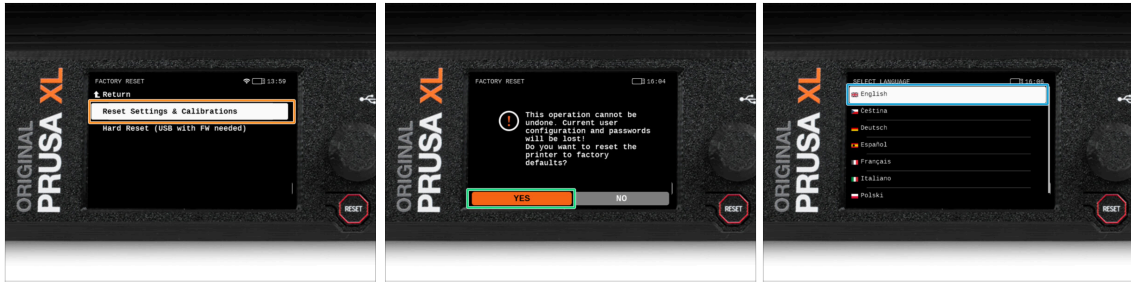 ORIGINAL
PRUSA XL
FACTORY RESET
13:59
Return
Reset Settings & Calibrations
Hard Reset (USB with FW needed)
RESET
ORIGINAL
PRUSA XL
FACTORY RESET
16:04
This operation cannot be
undone. Current user
configuration and passwords
will be lost!
Do you want to reset the
printer to factory
defaults?
YES
NO
RESET
ORIGINAL
PRUSA XL
SELECT LANGUAGE
16:06
English
Čeština
Deutsch
Español
Français
Italiano
Polski
RESET